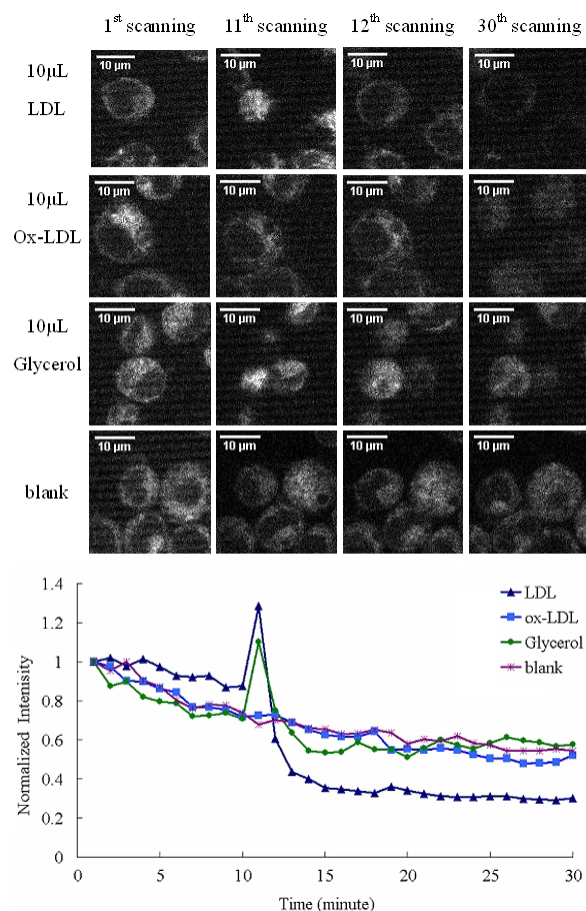 1st scanning 11th scanning 12th scanning 30th scanning
10μL
LDL
10 μm 10 μm 10 μm 10 μm
10μL
Ox-LDL
10 μm 10 μm 10 μm 10 μm
10μL
Glycerol
10 μm 10 μm 10 μm 10 μm
blank
10 μm 10 μm 10 μm 10 μm
1.4
1.2
1
0.8
0.6
0.4
0.2
0
Normalized Intenisity
LDL
ox-LDL
Glycerol
blank
0 5 10 15 20 25 30
Time (minute)